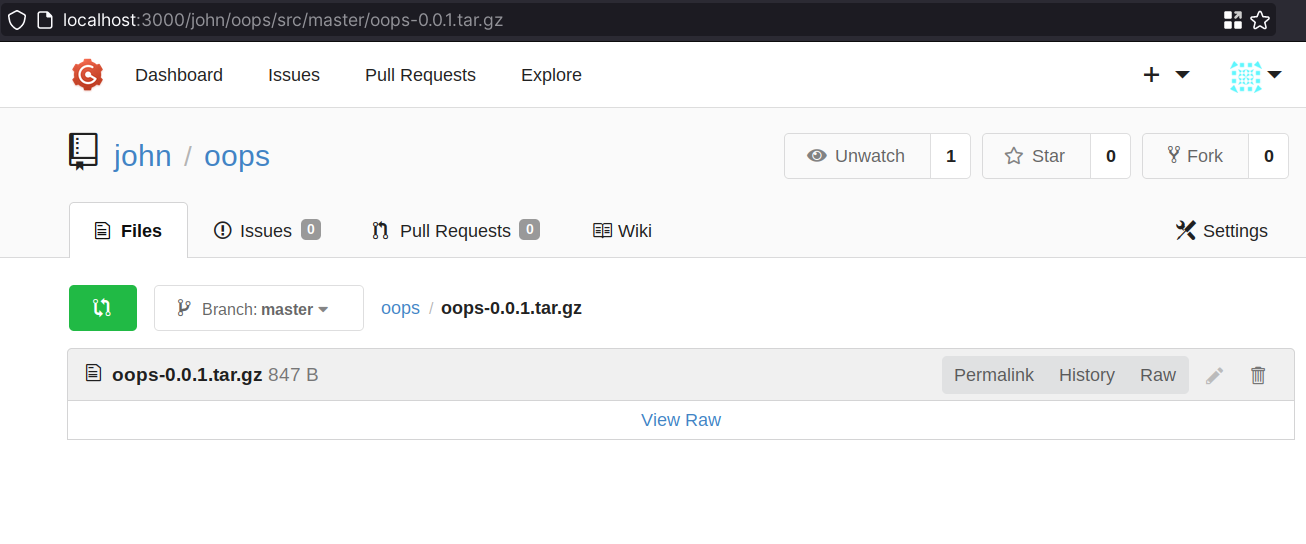 localhost:3000/john/oops/src/master/oops-0.0.1.tar.gz
Dashboard Issues Pull Requests Explore
john / oops Unwatch 1 Star 0 Fork 0
Files Issues 0 Pull Requests 0 Wiki Settings
Branch: master oops / oops-0.0.1.tar.gz
oops-0.0.1.tar.gz 847 B Permalink History Raw
View Raw